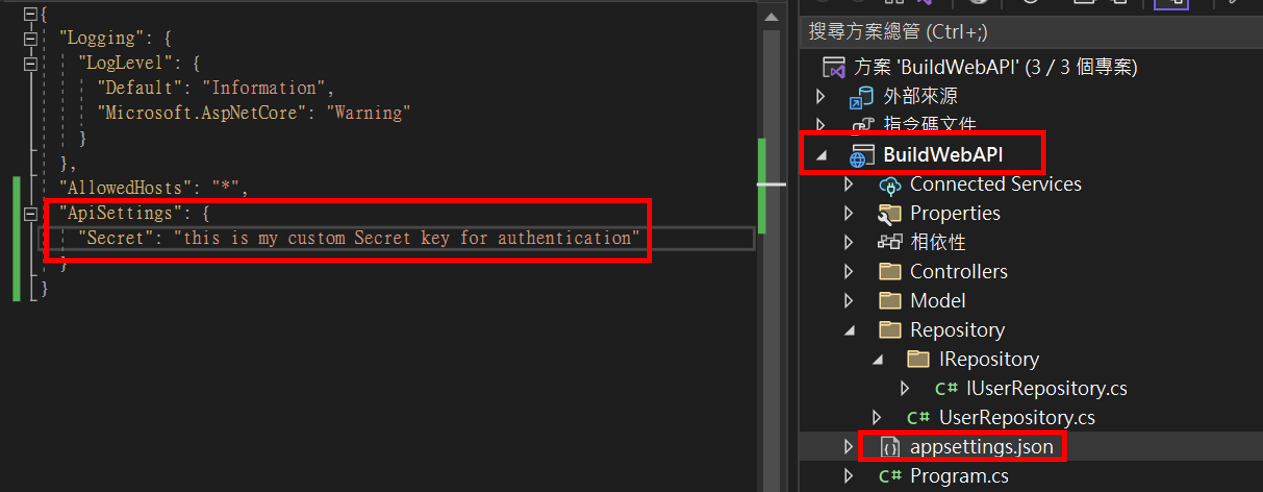 {
"Logging": {
"LogLevel": {
"Default": "Information",
"Microsoft.AspNetCore": "Warning"
}
},
"AllowedHosts": "*",
"ApiSettings": {
"Secret": "this is my custom Secret key for authentication"
}
}
搜尋方案總管 (Ctrl+;)
方案 'BuildWebAPI' (3 / 3 個專案)
外部來源
指令碼文件
BuildWebAPI
Connected Services
Properties
相依性
Controllers
Model
Repository
IRepository
C# IUserRepository.cs
C# UserRepository.cs
appsettings.json
C# Program.cs